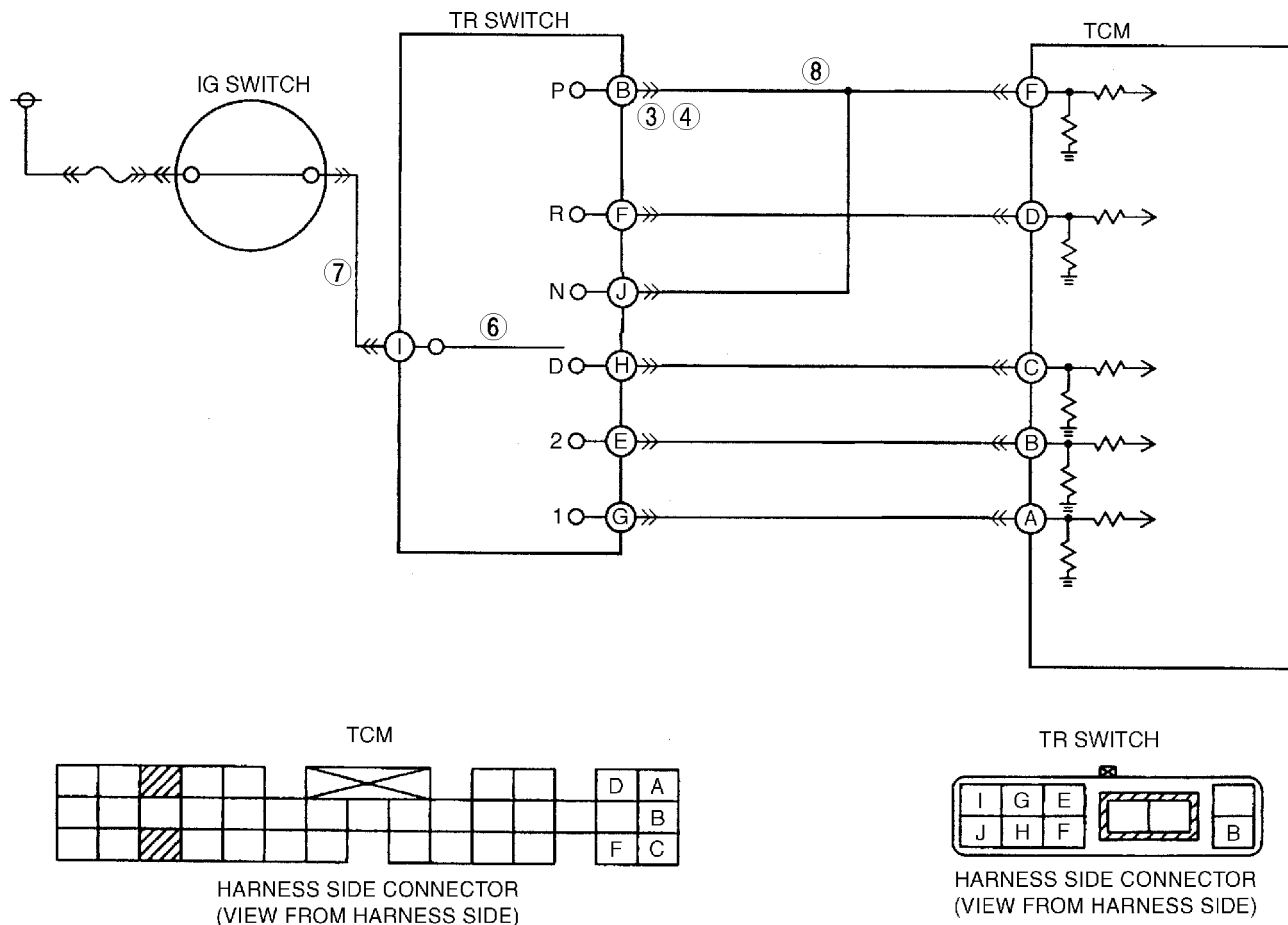 TR SWITCH
TCM
IG SWITCH
P B ③ ④ ⑧ F
R F D
⑦
N J
I ⑥
D H C
2 E B
1 G A
TCM
D A
B
F C
HARNESS SIDE CONNECTOR
(VIEW FROM HARNESS SIDE)
TR SWITCH
I G E
J H F B
HARNESS SIDE CONNECTOR
(VIEW FROM HARNESS SIDE)